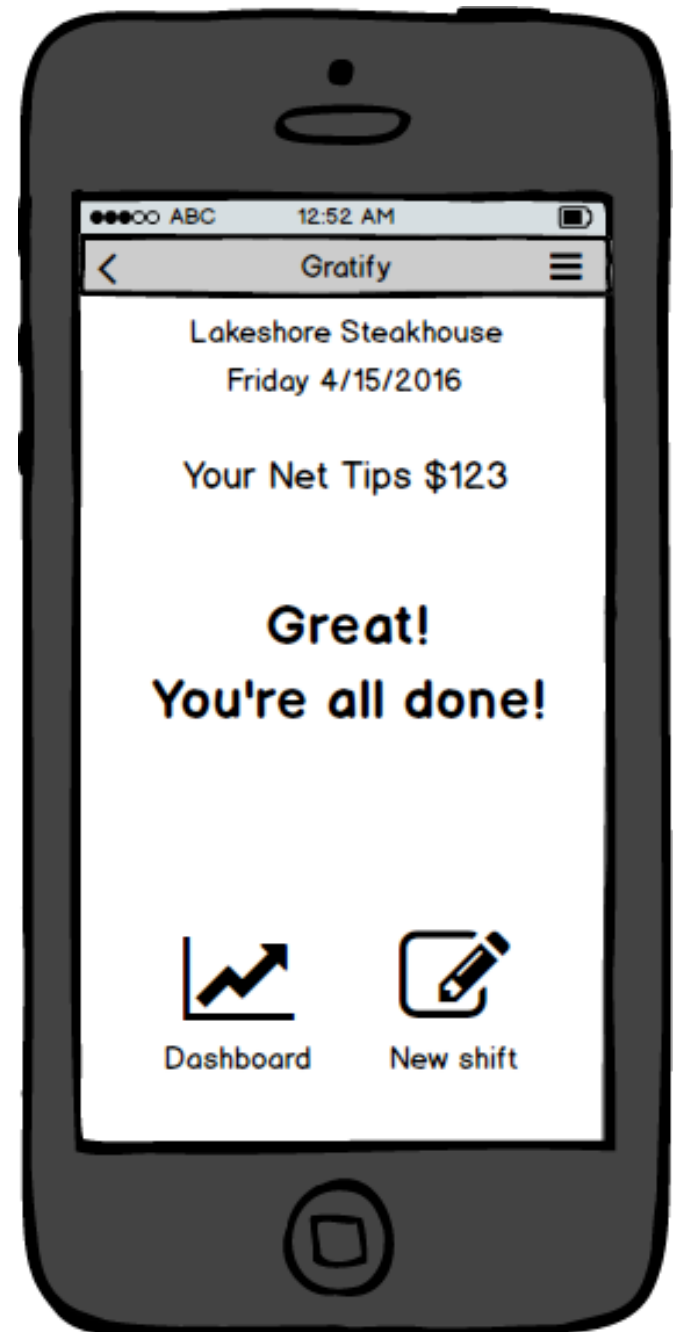 ABC 12:52 AM
Gratify
Lakeshore Steakhouse
Friday 4/15/2016
Your Net Tips $123
Great!
You're all done!
Dashboard New shift